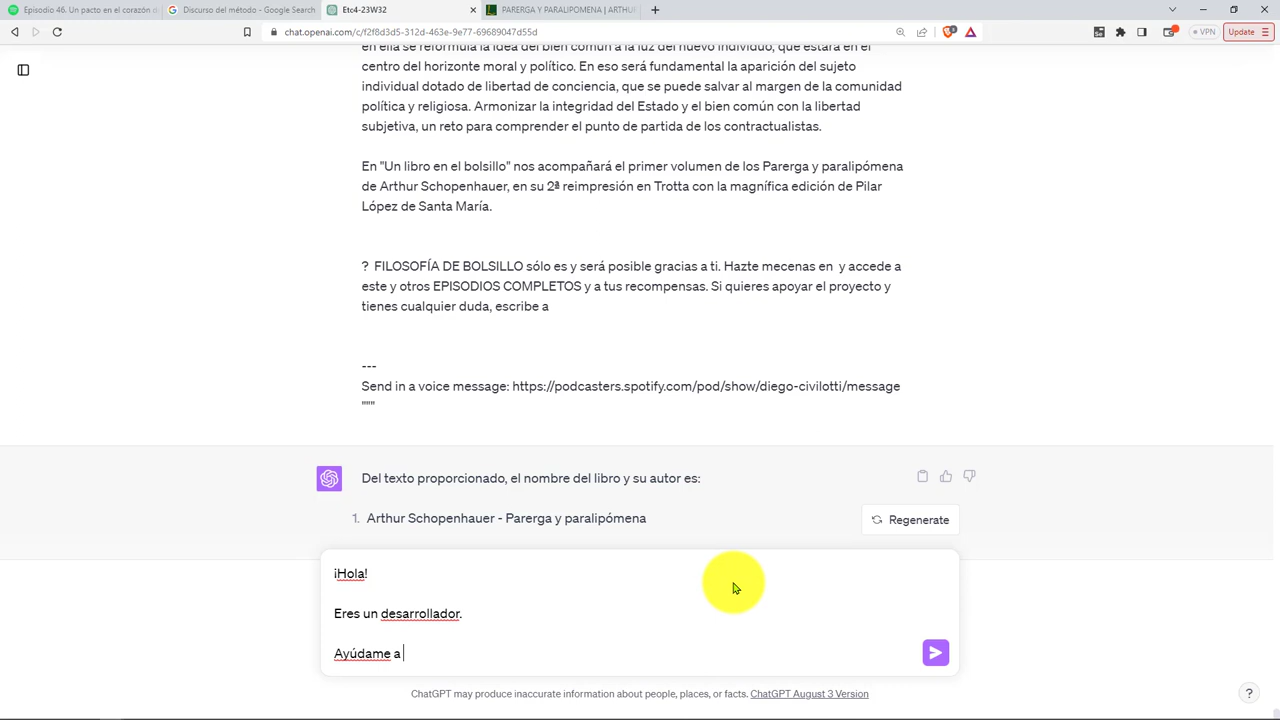 Episodio 46. Un pacto en el corazón d
Discurso del método - Google Search
Etc4-23W32
PARERGA Y PARALIPOMENA | ARTHUR
chat.openai.com/c/f2f8d3d5-312d-463e-9e77-69689047d55d
VPN
Update
en ella se reformula la idea del bien común a la luz del nuevo individuo, que estará en el
centro del horizonte moral y político. En eso será fundamental la aparición del sujeto
individual dotado de libertad de conciencia, que se puede salvar al margen de la comunidad
política y religiosa. Armonizar la integridad del Estado y el bien común con la libertad
subjetiva, un reto para comprender el punto de partida de los contractualistas.
En "Un libro en el bolsillo" nos acompañará el primer volumen de los Parerga y paralipómena
de Arthur Schopenhauer, en su 2ª reimpresión en Trotta con la magnífica edición de Pilar
López de Santa María.
? FILOSOFÍA DE BOLSILLO sólo es y será posible gracias a ti. Hazte mecenas en y accede a
este y otros EPISODIOS COMPLETOS y a tus recompensas. Si quieres apoyar el proyecto y
tienes cualquier duda, escribe a
---
Send in a voice message: https://podcasters.spotify.com/pod/show/diego-civilotti/message
"""
Del texto proporcionado, el nombre del libro y su autor es:
1. Arthur Schopenhauer - Parerga y paralipómena
Regenerate
¡Hola!
Eres un desarrollador.
Ayúdame a
ChatGPT may produce inaccurate information about people, places, or facts. ChatGPT August 3 Version
?